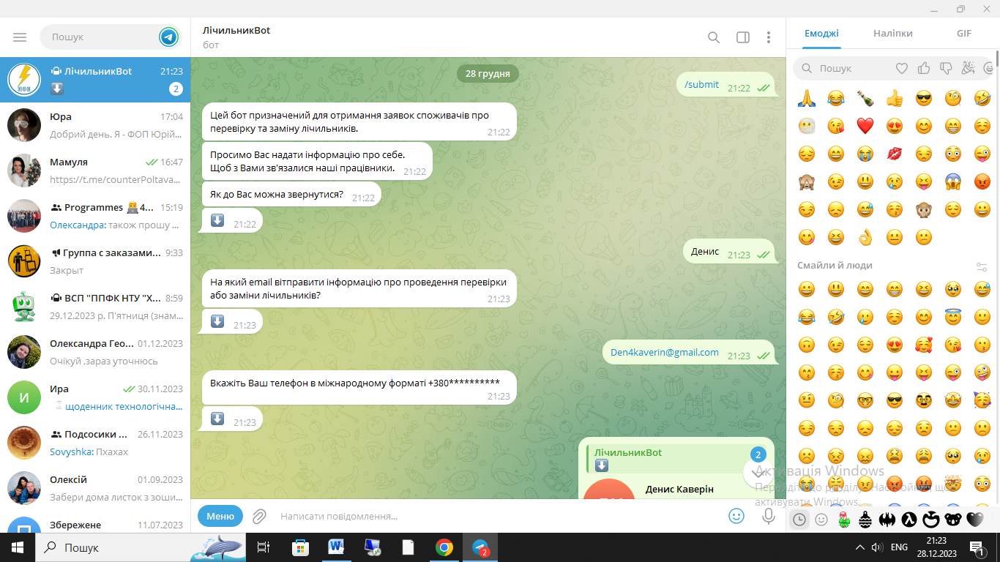 Пошук
ЛічильникBot
21:23
2
Юра
17:04
Добрий день. Я - ФОП Юрій...
Мамуля
16:47
https://t.me/counterPoltava...
Programmes 4...
15:19
Олександра: також прошу ...
Группа с заказами...
9:33
Закрыт
ВСП "ППФК НТУ "Х...
8:59
29.12.2023 р. П'ятниця (знам...
Олександра Гео...
01.12.2023
Очікуй ,зараз уточнюсь
И
Ира
30.11.2023
щоденник технологічна...
Подсосики ...
26.11.2023
Sovyshka: Пхахах
Олексій
01.09.2023
Забери дома листок з зоши...
Збережене
11.07.2023
ЛічильникBot
бот
28 грудня
/submit
21:22
Цей бот призначений для отримання заявок споживачів про
перевірку та заміну лічильників.
21:22
Просимо Вас надати інформацію про себе.
Щоб з Вами зв'язалися наші працівники.
21:22
Як до Вас можна звернутися?
21:22
21:22
Денис
21:23
На який email вітправити інформацію про проведення перевірки
або заміни лічильників?
21:23
21:23
Den4kaverin@gmail.com
21:23
Вкажіть Ваш телефон в міжнародному форматі +380**********
21:23
21:23
ЛічильникBot
2
Денис Каверін
Меню
Написати повідомлення...
Емоджі
Наліпки
GIF
Пошук
Смайли й люди
Активація Windows
Перейдіть до розділу "Настройки", щоб
активувати Windows.
Пошук
2
ENG
21:23
28.12.2023
1